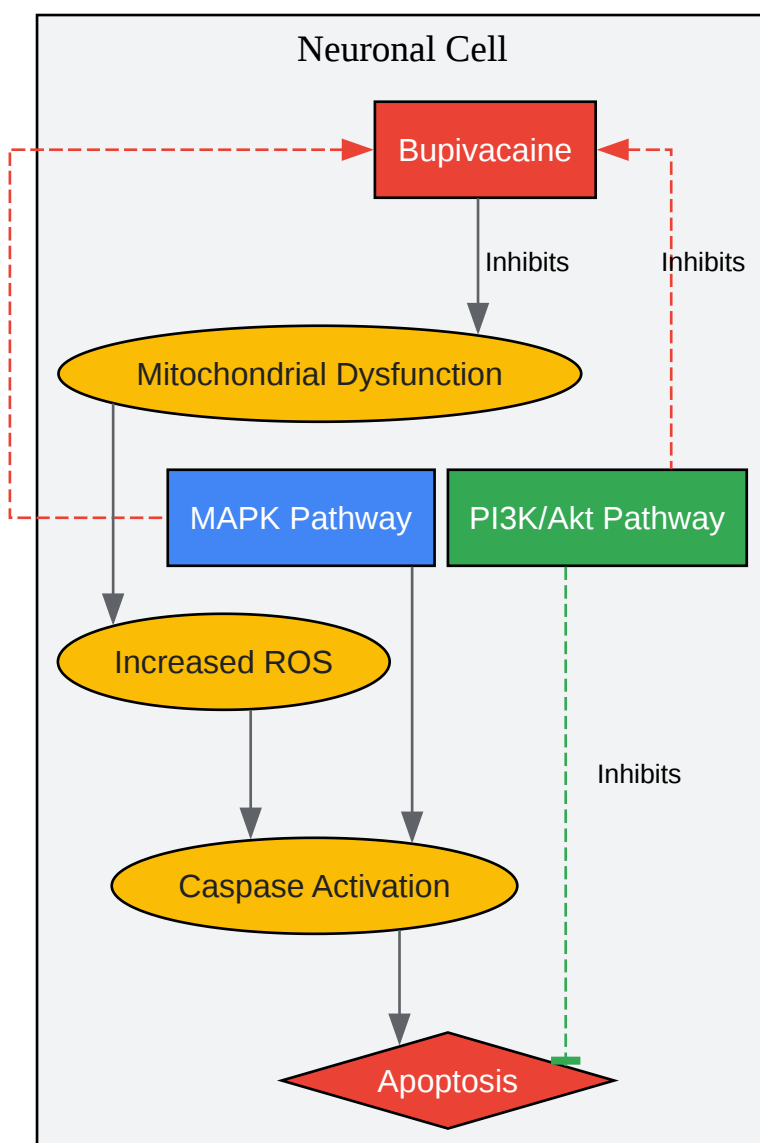 Neuronal Cell
Bupivacaine
Inhibits
Inhibits
Mitochondrial Dysfunction
MAPK Pathway
PI3K/Akt Pathway
Increased ROS
Inhibits
Caspase Activation
Apoptosis